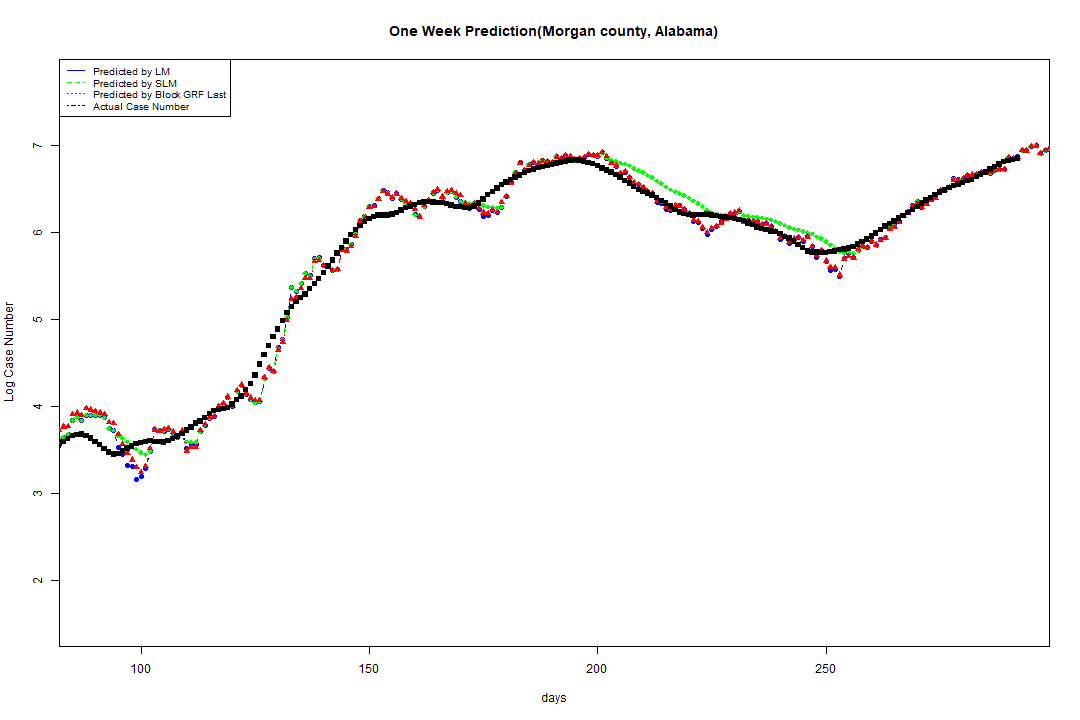 One Week Prediction(Morgan county, Alabama)
Predicted by LM
Predicted by SLM
Predicted by Block GRF Last
Actual Case Number
7
6
5
4
3
2
Log Case Number
100 150 200 250
days